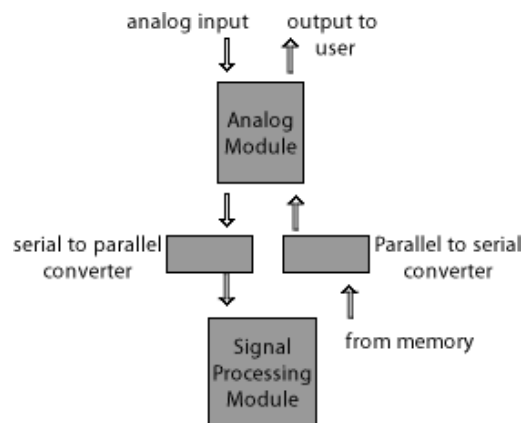 analog input
output to
user
Analog
Module
serial to parallel
converter
Parallel to serial
converter
from memory
Signal
Processing
Module